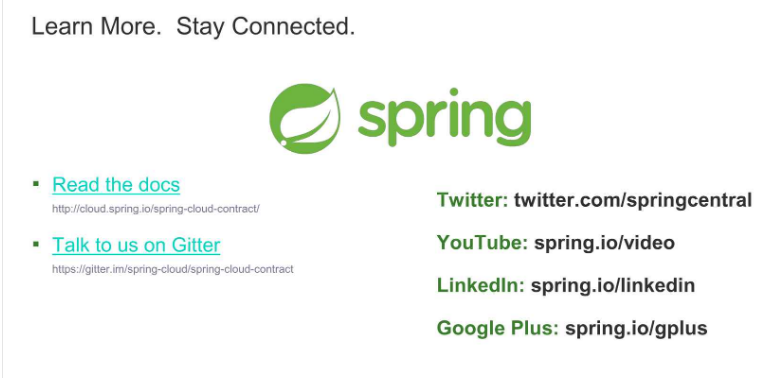 Learn More.  Stay Connected.
spring
Read the docs
http://cloud.spring.io/spring-cloud-contract/
Talk to us on Gitter
https://gitter.im/spring-cloud/spring-cloud-contract
Twitter: twitter.com/springcentral
YouTube: spring.io/video
LinkedIn: spring.io/linkedin
Google Plus: spring.io/gplus